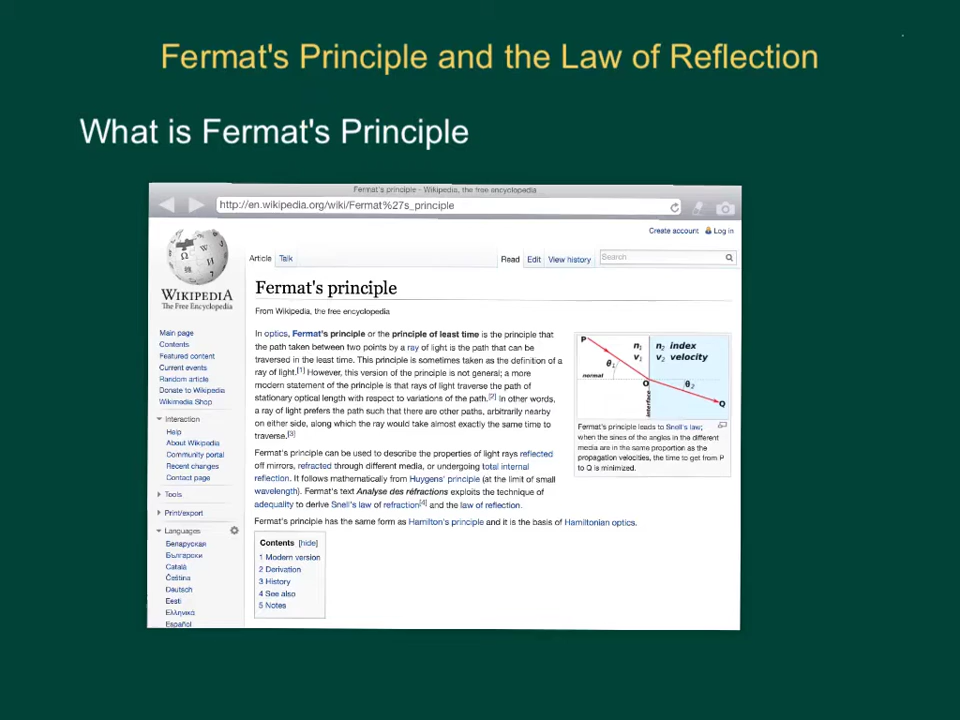 Fermat's Principle and the Law of Reflection
What is Fermat's Principle
Fermat's principle - Wikipedia, the free encyclopedia
http://en.wikipedia.org/wiki/Fermat%27s_principle
Create account Log in
Article Talk Read Edit View history Search
WIKIPEDIA
The Free Encyclopedia
Main page
Contents
Featured content
Current events
Random article
Donate to Wikipedia
Wikimedia Shop
Interaction
Help
About Wikipedia
Community portal
Recent changes
Contact page
Tools
Print/export
Languages
Беларуская
Български
Català
Čeština
Deutsch
Eesti
Ελληνικά
Español
Fermat's principle
From Wikipedia, the free encyclopedia
In optics, Fermat's principle or the principle of least time is the principle that
the path taken between two points by a ray of light is the path that can be
traversed in the least time. This principle is sometimes taken as the definition of a
ray of light.[1] However, this version of the principle is not general; a more
modern statement of the principle is that rays of light traverse the path of
stationary optical length with respect to variations of the path.[2] In other words,
a ray of light prefers the path such that there are other paths, arbitrarily nearby
on either side, along which the ray would take almost exactly the same time to
traverse.[3]
Fermat's principle can be used to describe the properties of light rays reflected
off mirrors, refracted through different media, or undergoing total internal
reflection. It follows mathematically from Huygens' principle (at the limit of small
wavelength). Fermat's text Analyse des réfractions exploits the technique of
adequality to derive Snell's law of refraction[4] and the law of reflection.
Fermat's principle has the same form as Hamilton's principle and it is the basis of Hamiltonian optics.
Contents [hide]
1 Modern version
2 Derivation
3 History
4 See also
5 Notes
P
n1 n2 index
v1 v2 velocity
θ1
normal
O
θ2
Q
interface
Fermat's principle leads to Snell's law;
when the sines of the angles in the different
media are in the same proportion as the
propagation velocities, the time to get from P
to Q is minimized.